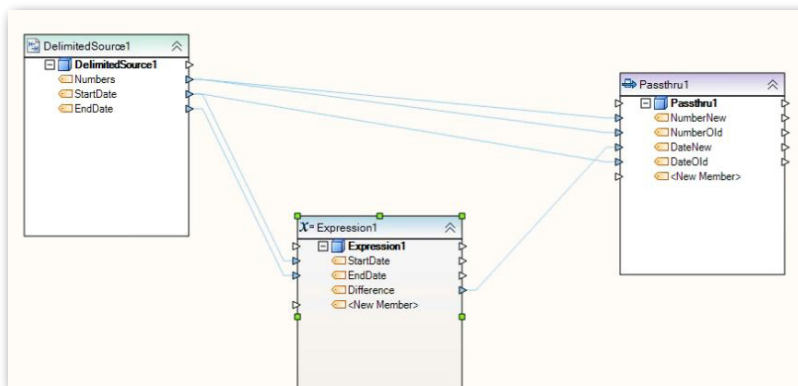 DelimitedSource1
DelimitedSource1
Numbers
StartDate
EndDate
Passthru1
Passthru1
NumberNew
NumberOld
DateNew
DateOld
<New Member>
X= Expression1
Expression1
StartDate
EndDate
Difference
<New Member>